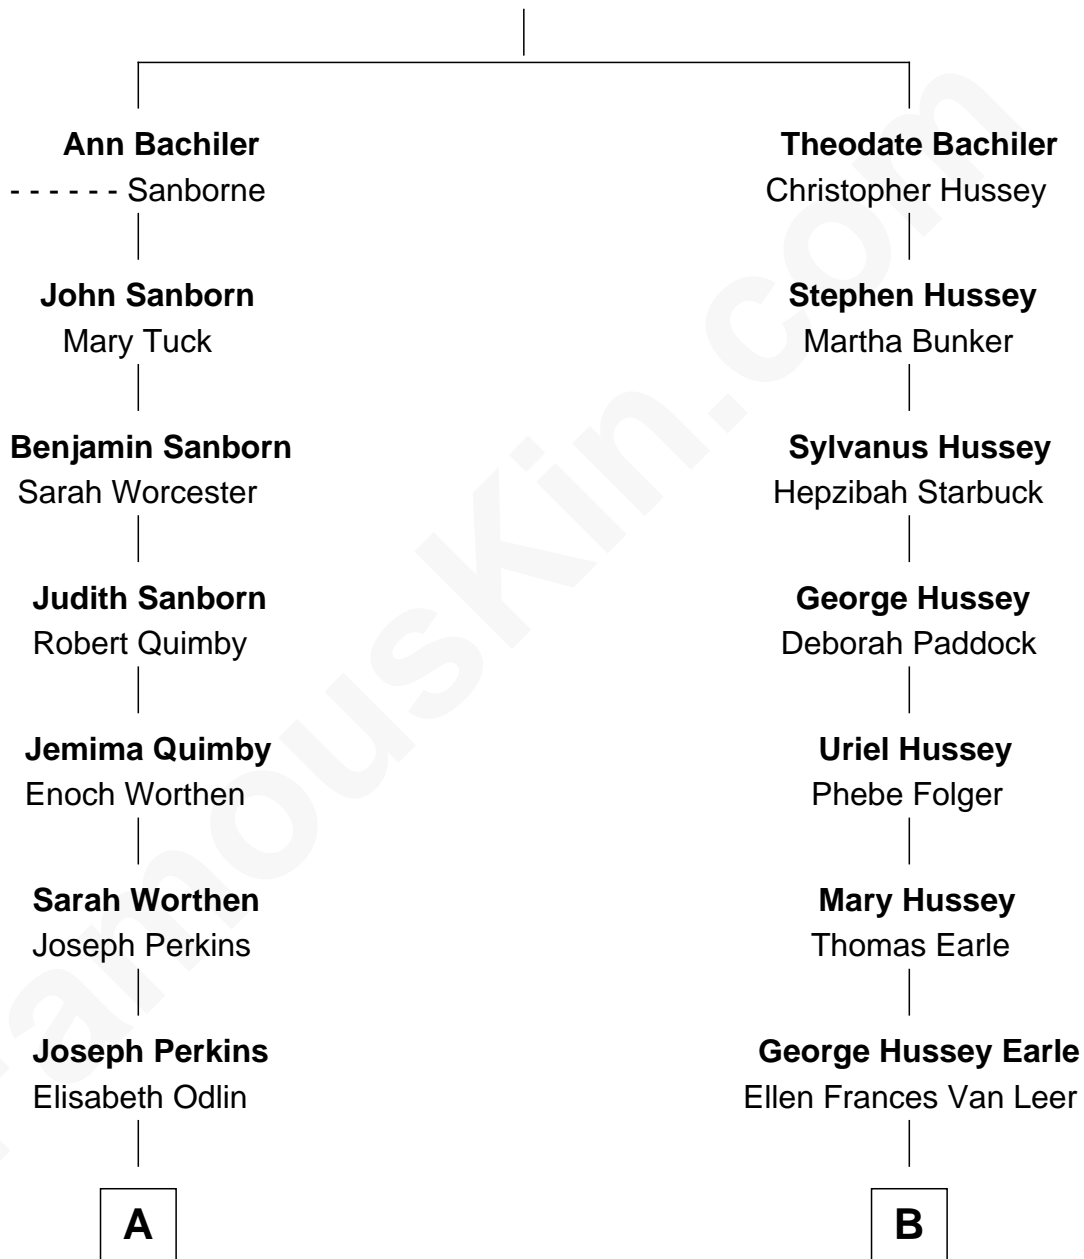 Ann Bachiler
- - - - - - Sanborne
John Sanborn
Mary Tuck
Benjamin Sanborn
Sarah Worcester
Judith Sanborn
Robert Quimby
Jemima Quimby
Enoch Worthen
Sarah Worthen
Joseph Perkins
Joseph Perkins
Elisabeth Odlin
A
Theodate Bachiler
Christopher Hussey
Stephen Hussey
Martha Bunker
Sylvanus Hussey
Hepzibah Starbuck
George Hussey
Deborah Paddock
Uriel Hussey
Phebe Folger
Mary Hussey
Thomas Earle
George Hussey Earle
Ellen Frances Van Leer
B
FamousKin.com